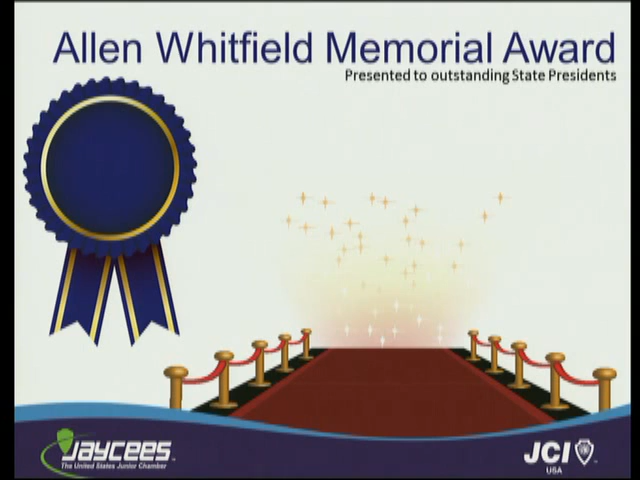 Allen Whitfield Memorial Award
Presented to outstanding State Presidents
JAYCEES
The United States Junior Chamber
JCI
USA